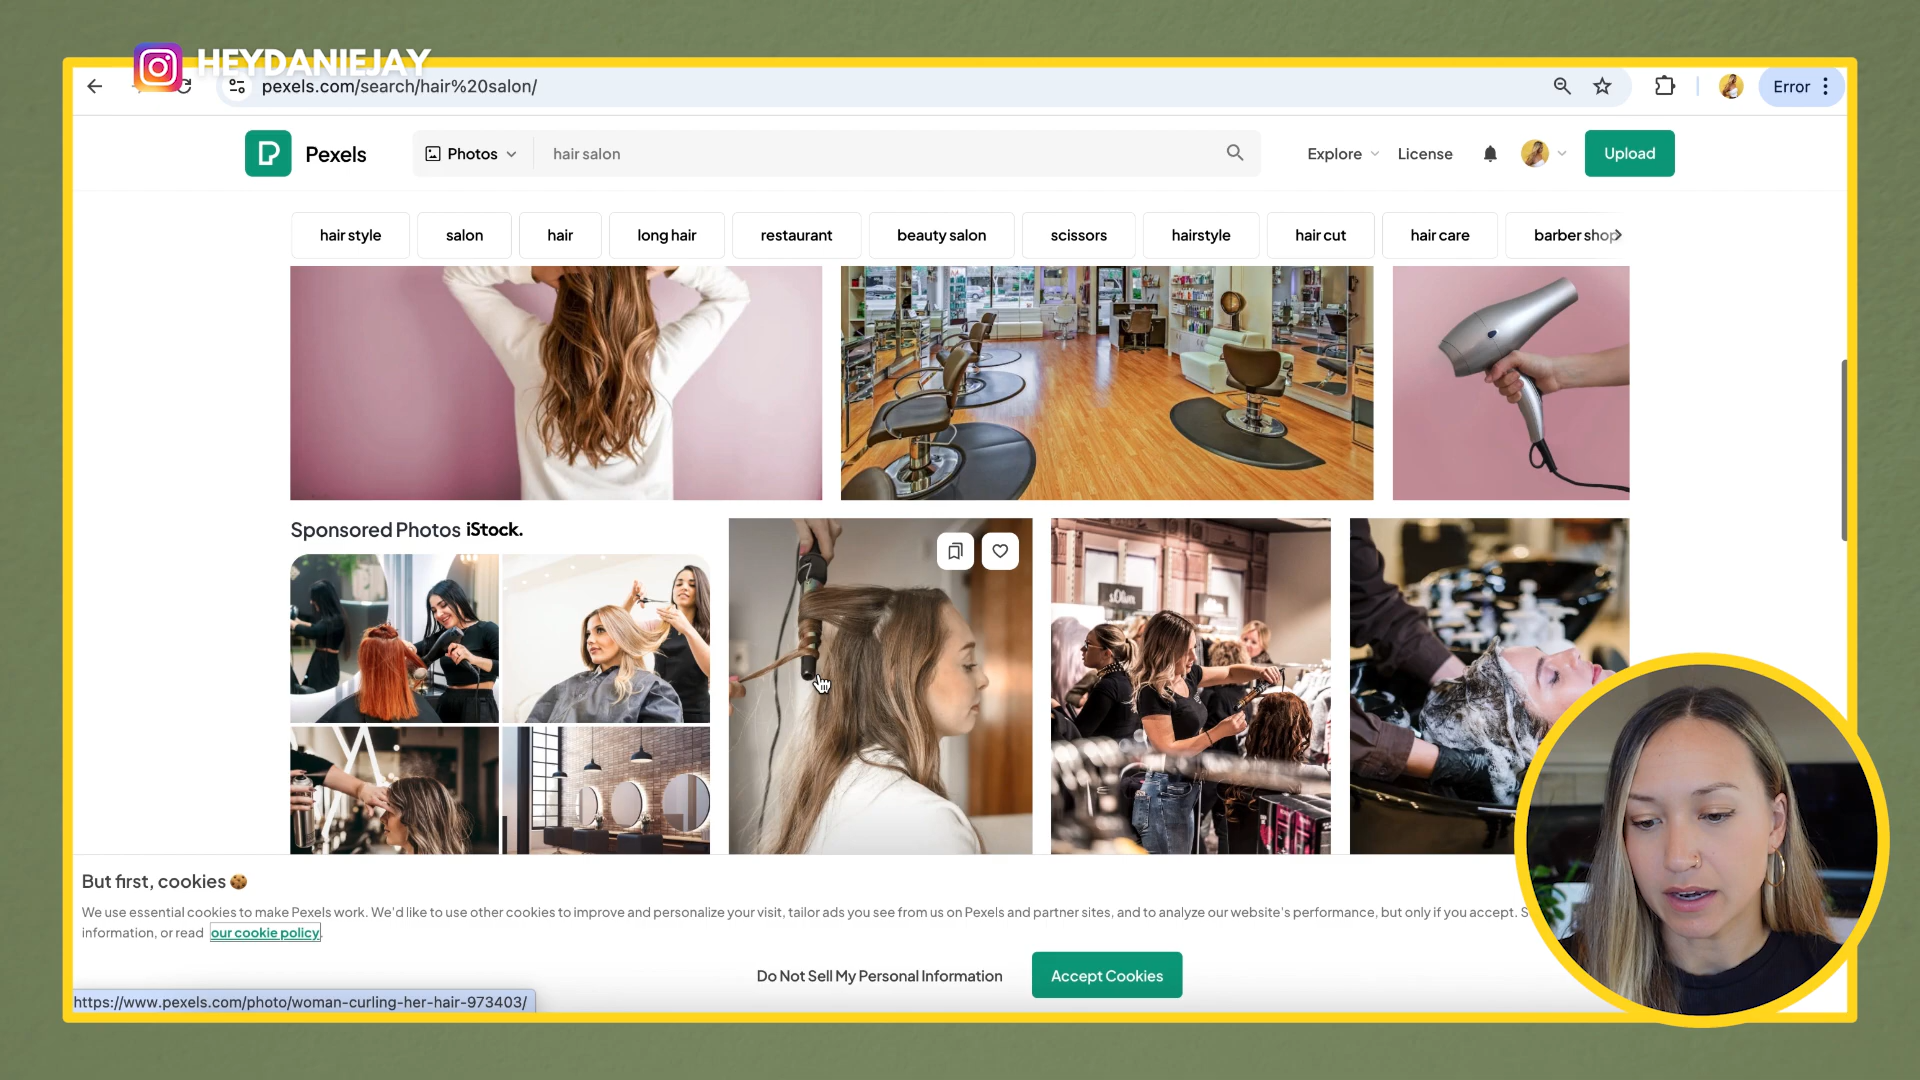 HEYDANIEJAY
pexels.com/search/hair%20salon/
Error
Pexels
Photos
hair salon
Explore
License
Upload
hair style
salon
hair
long hair
restaurant
beauty salon
scissors
hairstyle
hair cut
hair care
barber shop
Sponsored Photos iStock.
s.Oliver
But first, cookies
We use essential cookies to make Pexels work. We'd like to use other cookies to improve and personalize your visit, tailor ads you see from us on Pexels and partner sites, and to analyze our website's performance, but only if you accept.
information, or read our cookie policy.
Do Not Sell My Personal Information
Accept Cookies
https://www.pexels.com/photo/woman-curling-her-hair-973403/